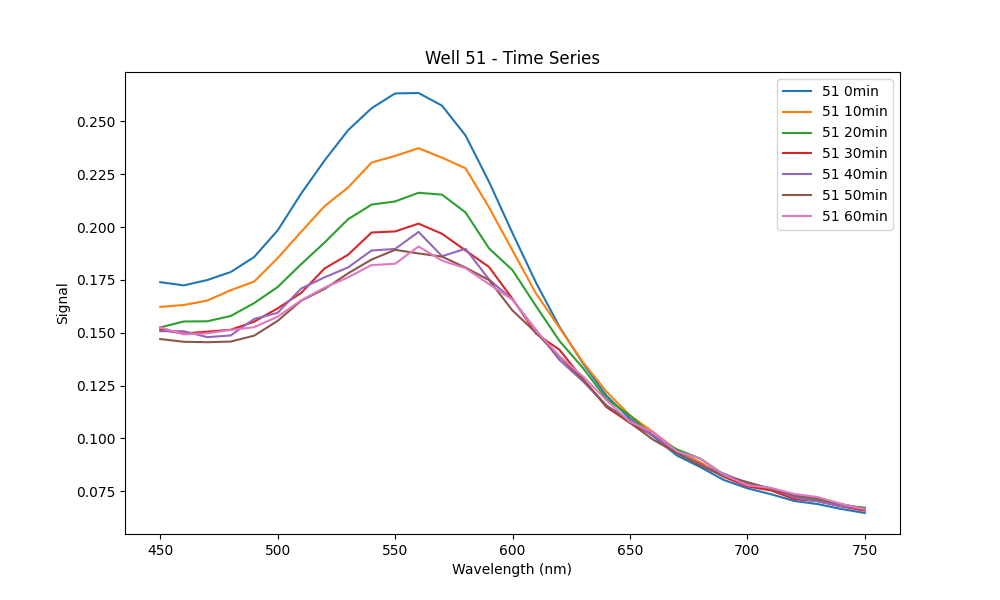 Well 51 - Time Series
51 0min
51 10min
51 20min
51 30min
51 40min
51 50min
51 60min
Signal
0.250
0.225
0.200
0.175
0.150
0.125
0.100
0.075
450 500 550 600 650 700 750
Wavelength (nm)